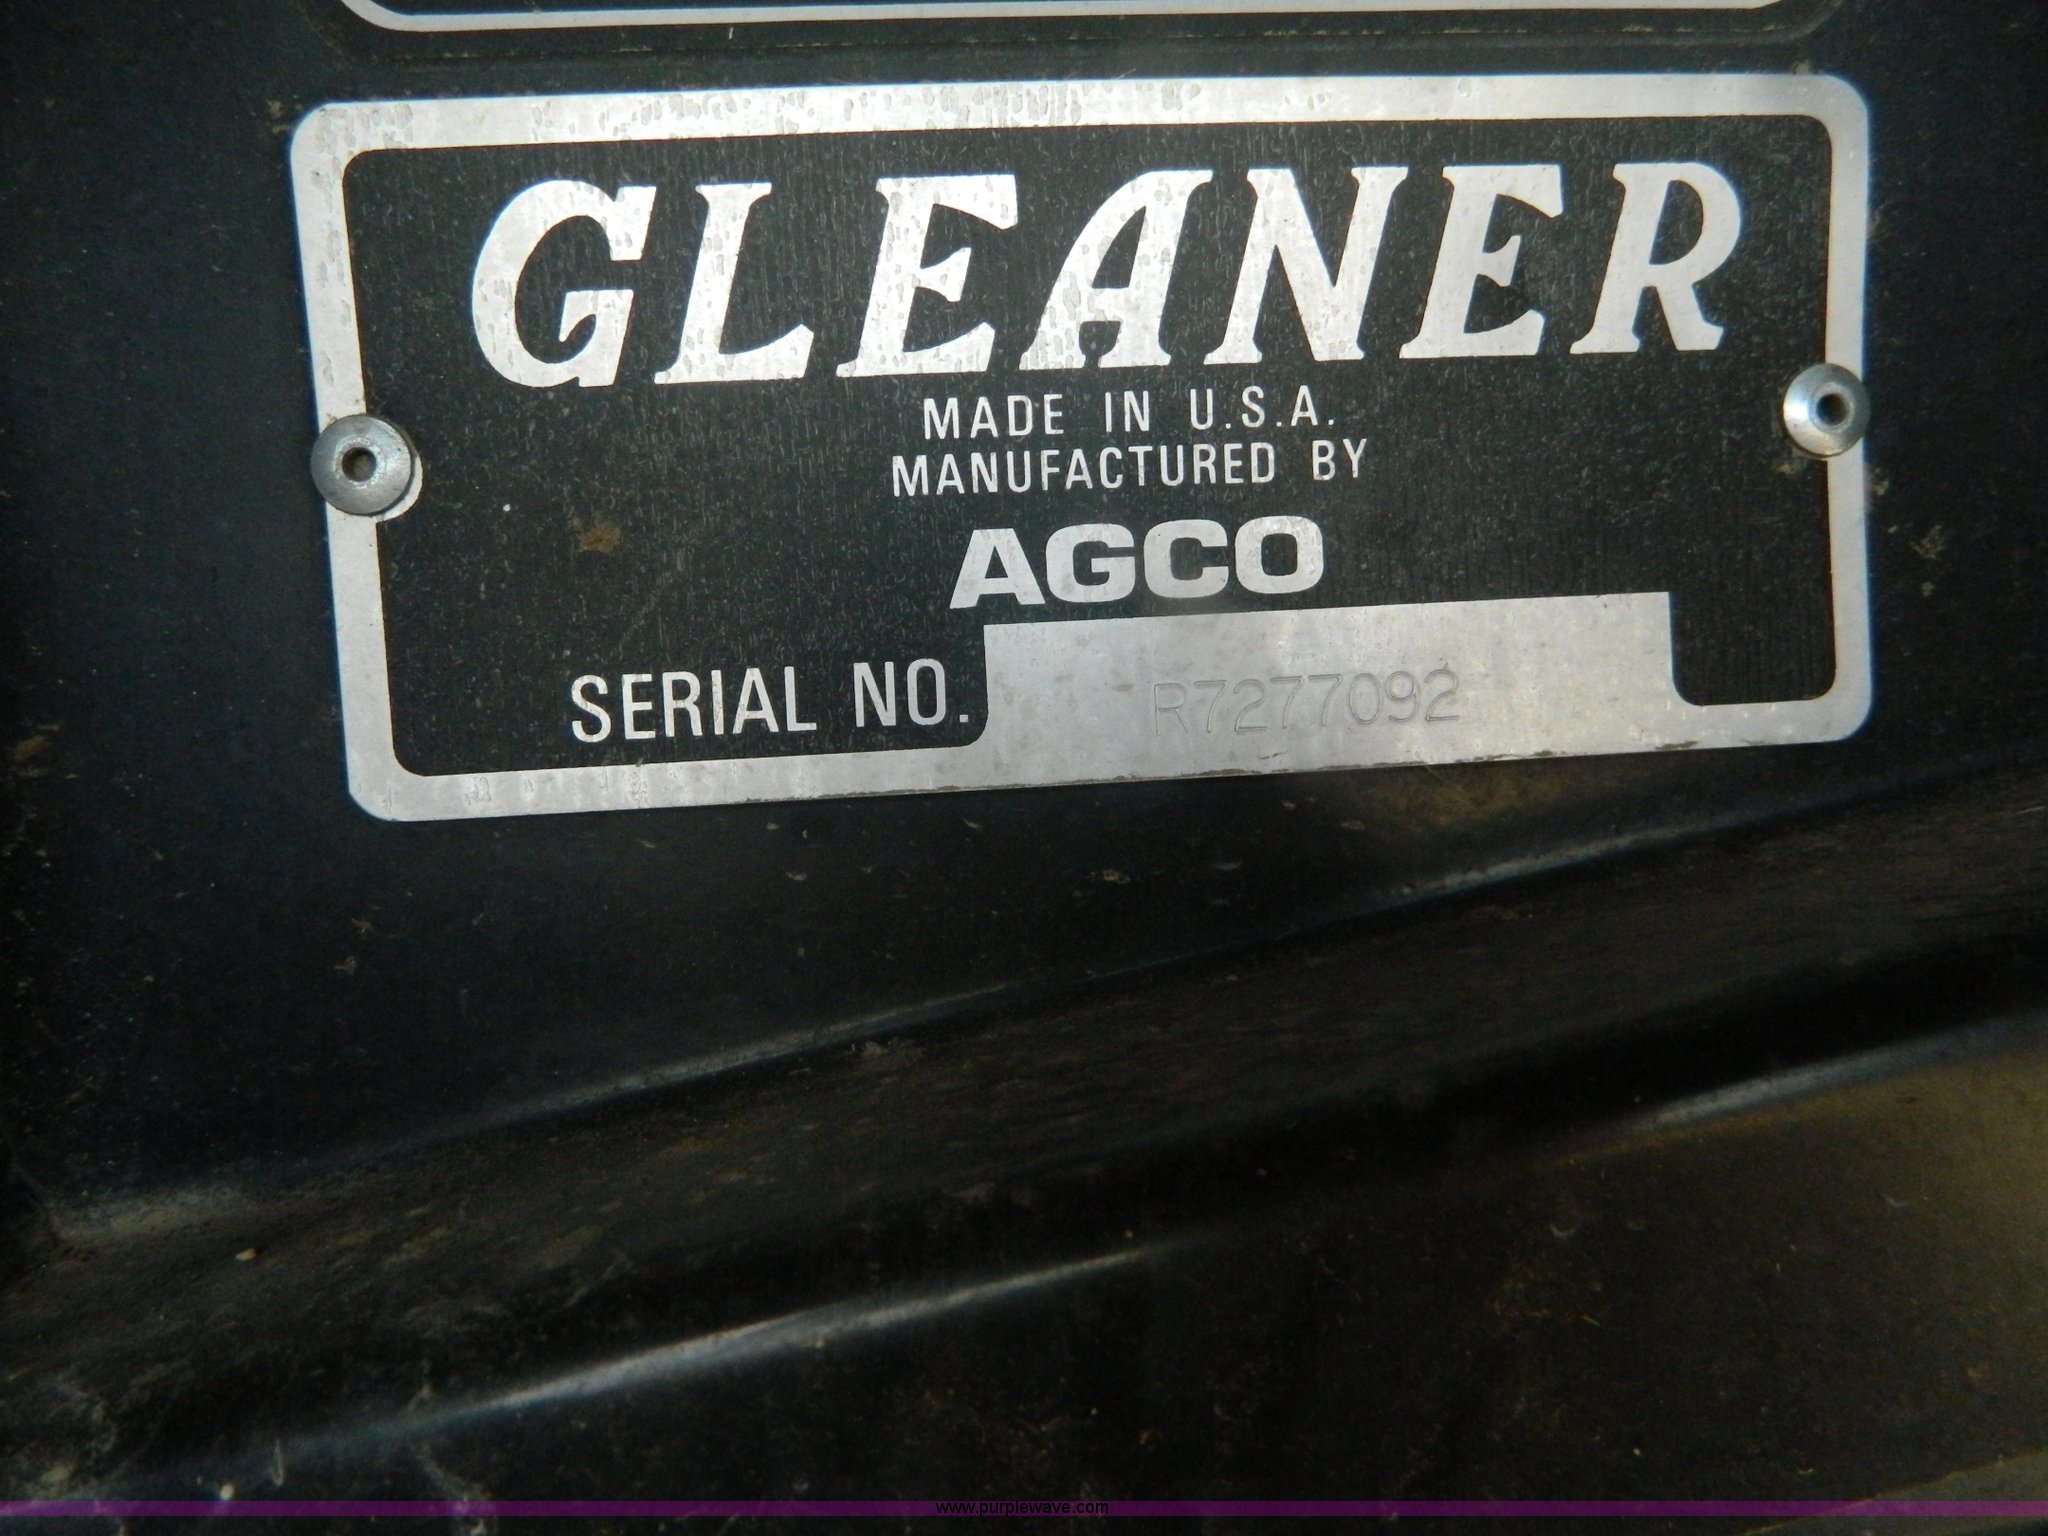 GLEANER
MADE IN U.S.A.
MANUFACTURED BY
AGCO
SERIAL NO. R7277092
www.purplewave.com